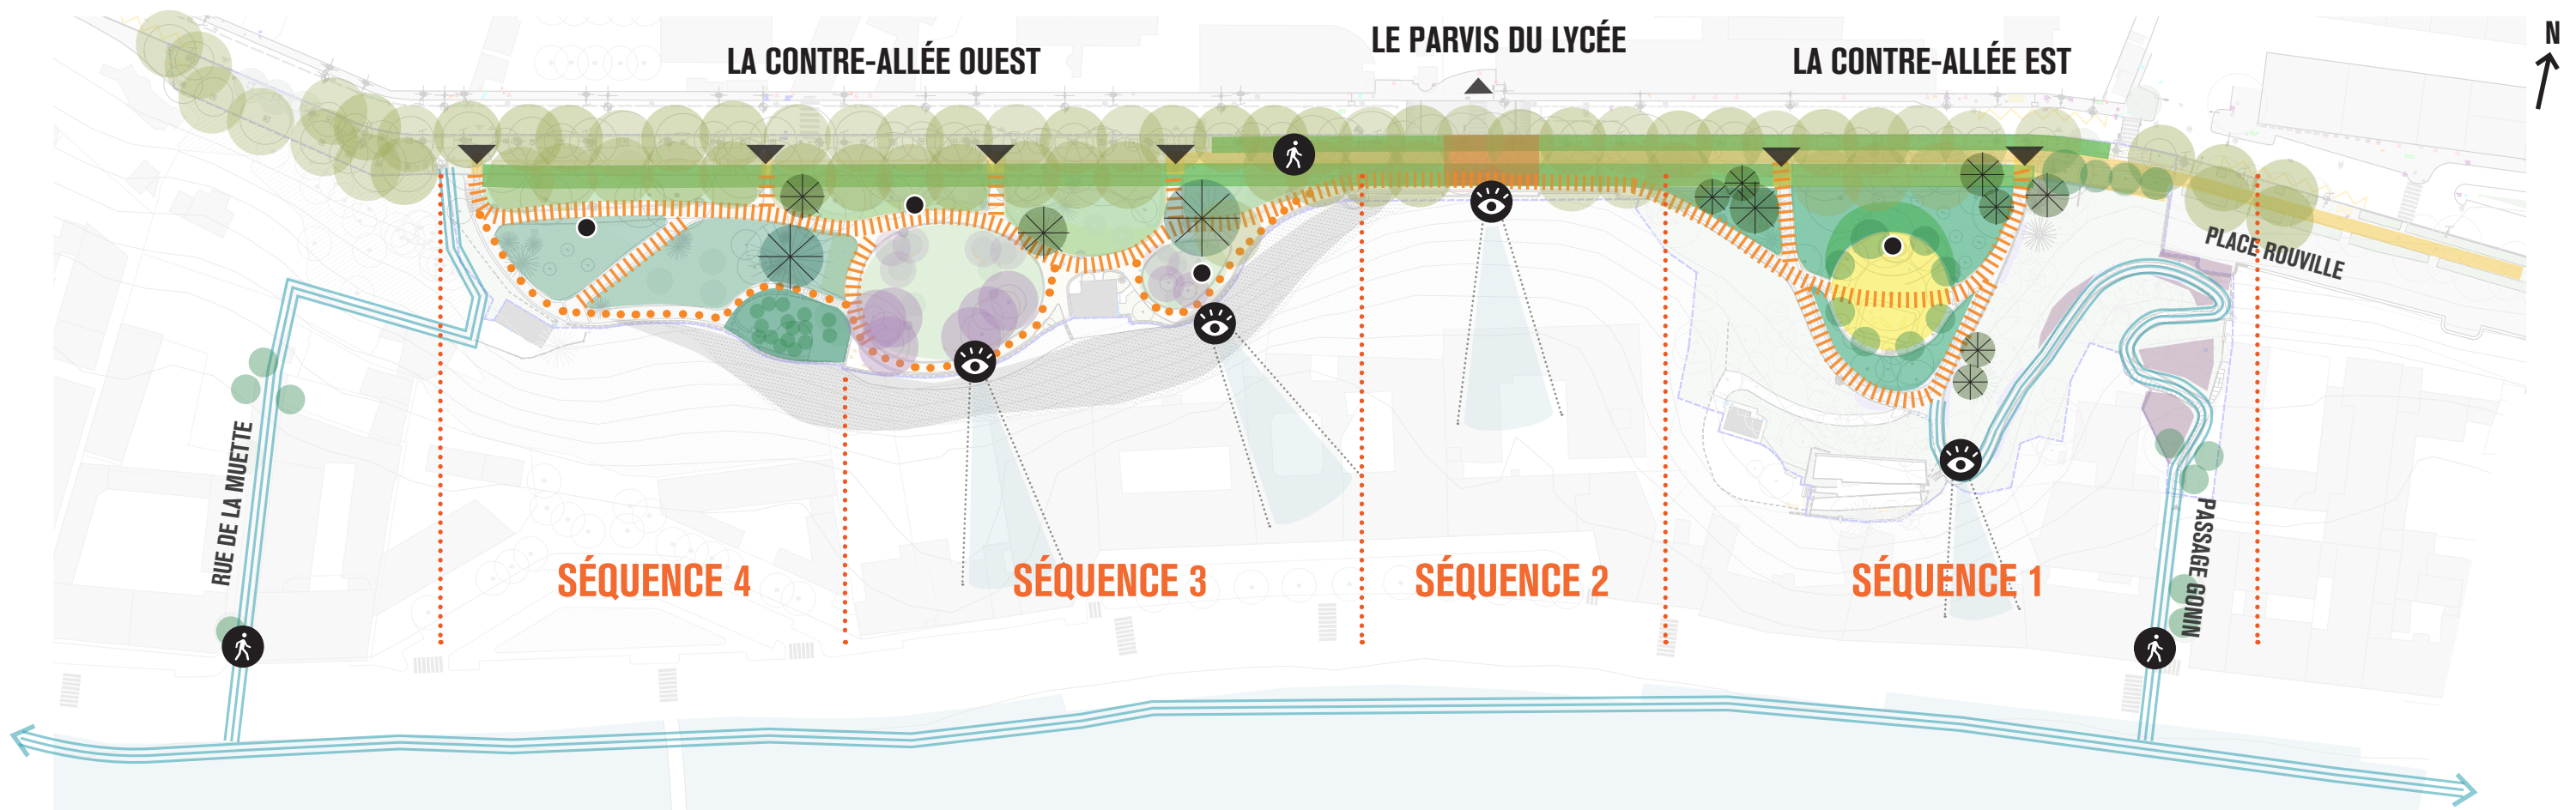 LE PARVIS DU LYCÉE
LA CONTRE-ALLÉE OUEST
LA CONTRE-ALLÉE EST
N
PLACE ROUVILLE
RUE DE LA MUETTE
PASSAGE GONIN
SÉQUENCE 4
SÉQUENCE 3
SÉQUENCE 2
SÉQUENCE 1